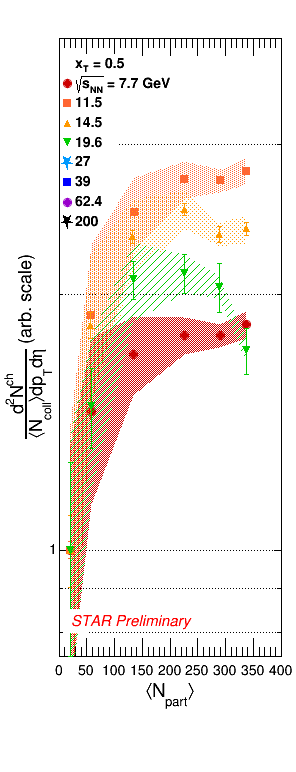 x_T = 0.5
√s_NN = 7.7 GeV
11.5
14.5
19.6
27
39
62.4
200
d²N^ch
⟨N_coll⟩dp_T dη (arb. scale)
1
STAR Preliminary
0 50 100 150 200 250 300 350 400
⟨N_part⟩